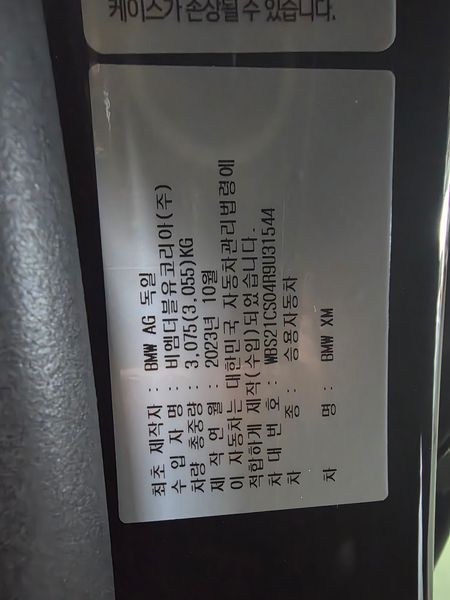 케이스가 손상될 수 있습니다.
최초 제작자 : BMW AG 독일
수 입 자 명 : 비엠더블유코리아(주)
차량 총중량 : 3,075(3,055)KG
제 작 연 월 : 2023년 10월
이 자동차는 대한민국 자동차관리법령에
적합하게 제작(수입)되었습니다.
차 대 번 호 : WBS21CS04R9U31544
차 종 : 승용자동차
차 명 : BMW XM